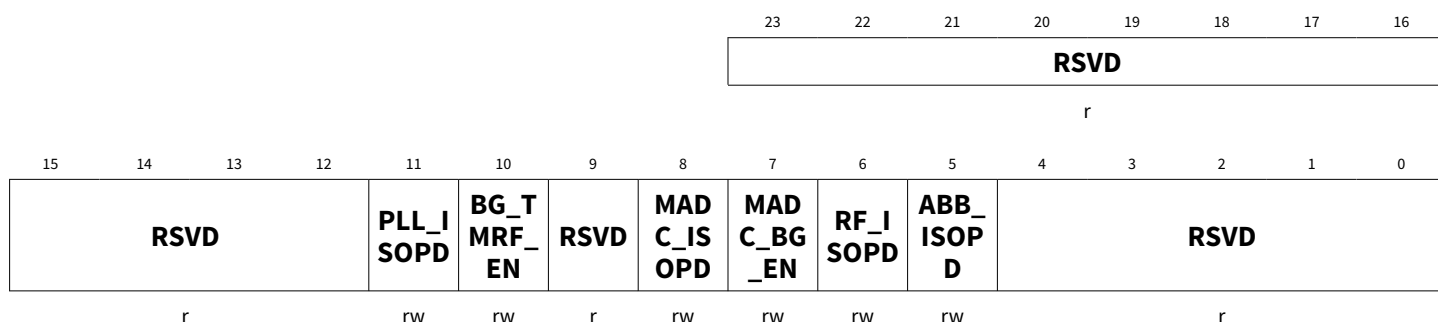 23 22 21 20 19 18 17 16
RSVD
r
15 14 13 12 11 10 9 8 7 6 5 4 3 2 1 0
RSVD
PLL_I
SOPD
BG_T
MRF_
EN
RSVD
MAD
C_IS
OPD
MAD
C_BG
_EN
RF_I
SOPD
ABB_
ISOP
D
RSVD
r rw rw r rw rw rw rw r